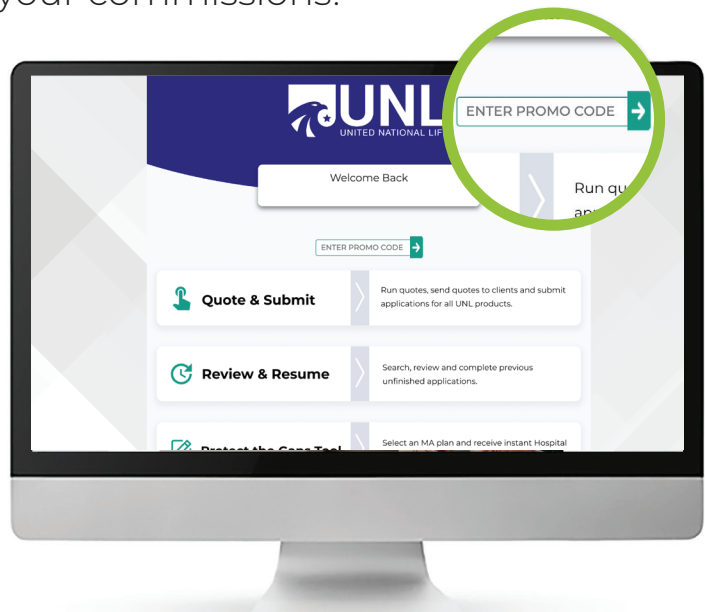 your commissions.
UNL
UNITED NATIONAL LIF
ENTER PROMO CODE
Run qu
Welcome Back
ENTER PROMO CODE
Quote & Submit
Run quotes, send quotes to clients and submit
applications for all UNL products.
Review & Resume
Search, review and complete previous
unfinished applications.
Protect the Gaps Tool
Select an MA plan and receive instant Hospital